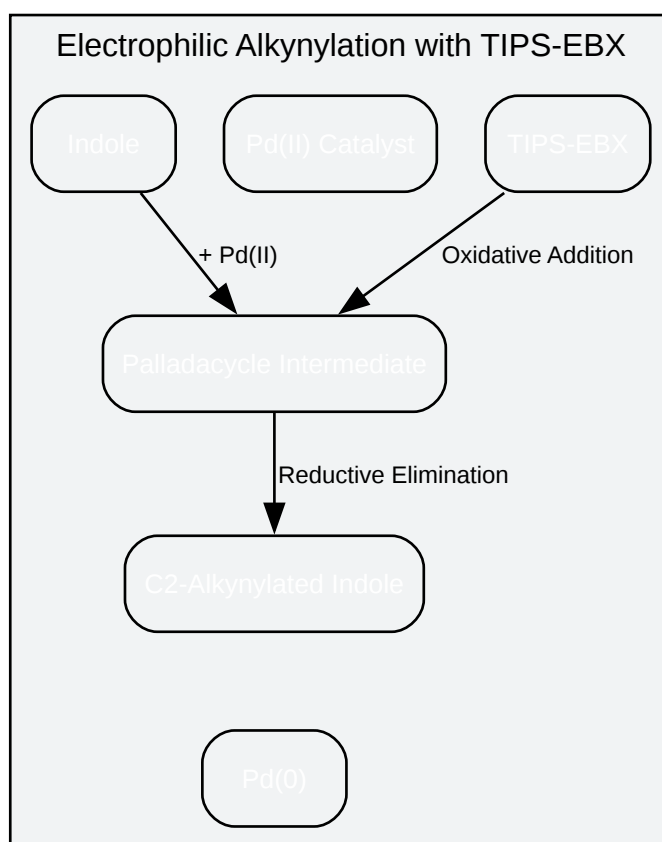 Electrophilic Alkynylation with TIPS-EBX
Indole
Pd(II) Catalyst
TIPS-EBX
+ Pd(II)
Oxidative Addition
Palladacycle Intermediate
Reductive Elimination
C2-Alkynylated Indole
Pd(0)